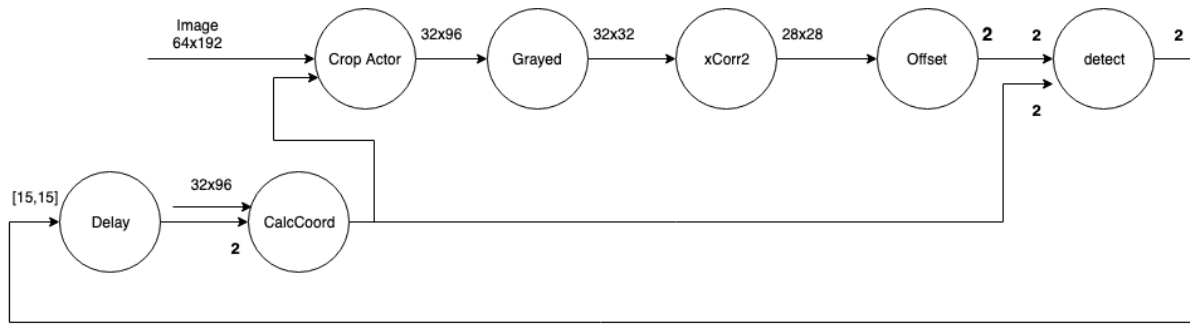 Image
64x192
Crop Actor
32x96
Grayed
32x32
xCorr2
28x28
Offset
2
2
detect
2
2
[15,15]
Delay
32x96
2
CalcCoord